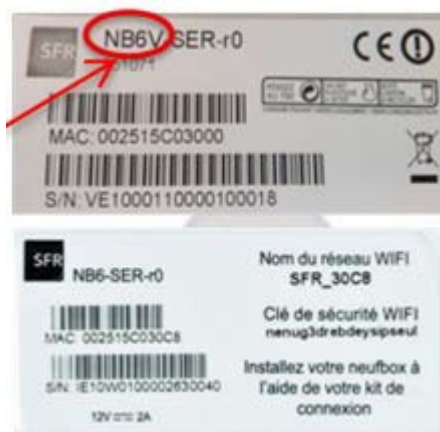 SFR
NB6V-SER-r0
51071
MAC: 002515C03000
S/N: VE1000110000100018
SFR
NB6-SER-r0
MAC 002515C030C8
S/N: IE10W0100002630040
12V 2A
Nom du réseau WIFI
SFR_30C8
Clé de sécurité WIFI
nenug3drebdeysipseul
Installez votre neufbox à
l'aide de votre kit de
connexion